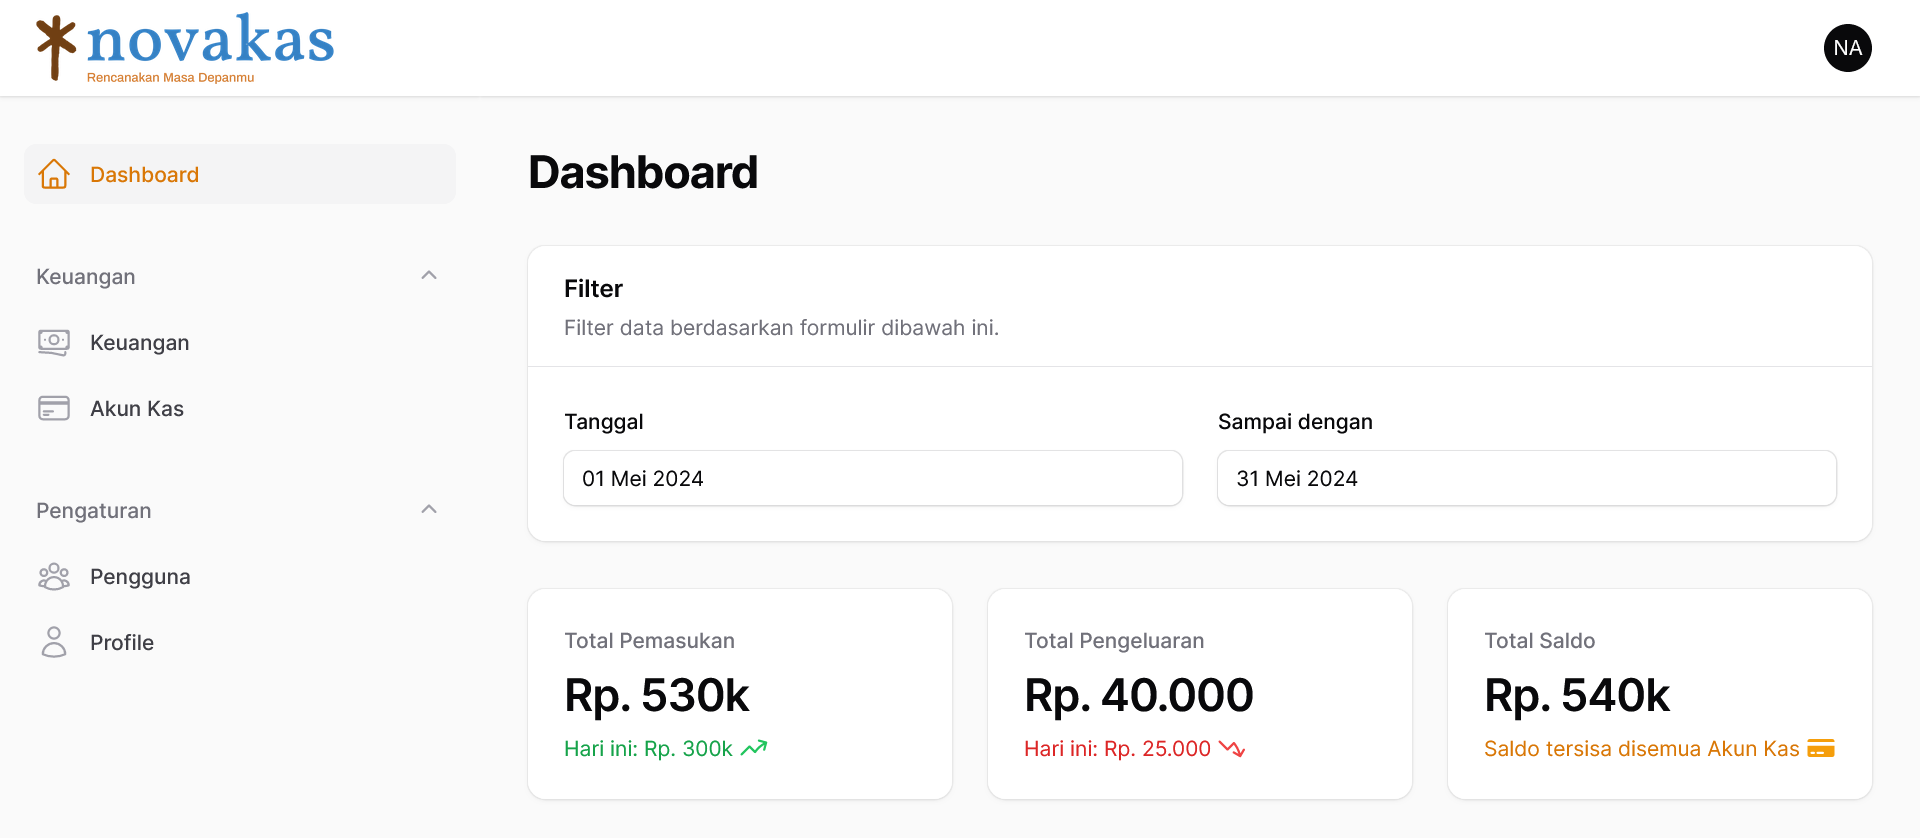 novakas
Rencanakan Masa Depanmu
NA
Dashboard
Keuangan
Keuangan
Akun Kas
Pengaturan
Pengguna
Profile
Dashboard
Filter
Filter data berdasarkan formulir dibawah ini.
Tanggal
01 Mei 2024
Sampai dengan
31 Mei 2024
Total Pemasukan
Rp. 530k
Hari ini: Rp. 300k
Total Pengeluaran
Rp. 40.000
Hari ini: Rp. 25.000
Total Saldo
Rp. 540k
Saldo tersisa disemua Akun Kas